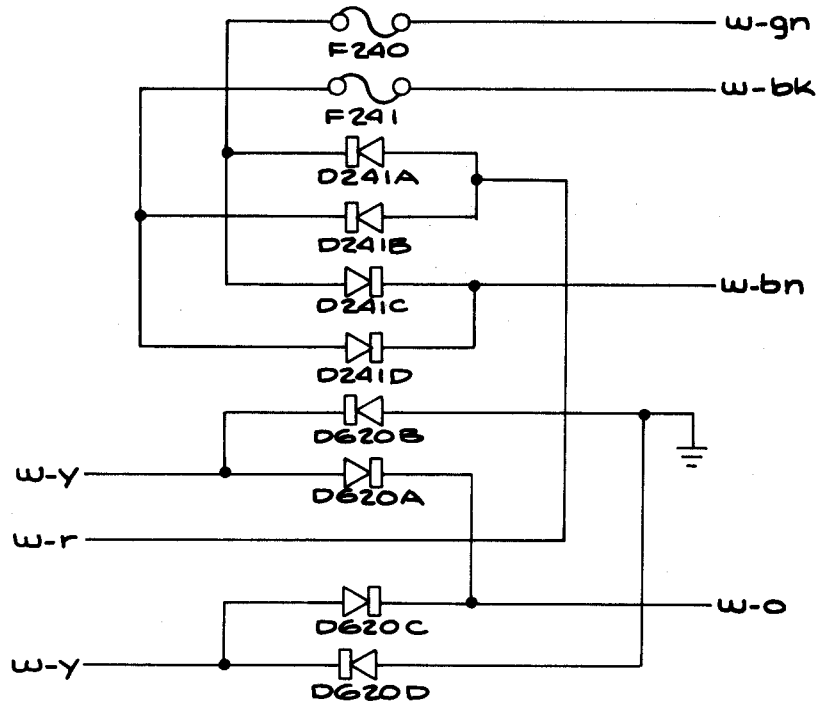 w-gn
F240
w-bk
F241
D241A
D241B
w-bn
D241C
D241D
D620B
w-y
D620A
w-r
D620C
w-o
w-y
D620D